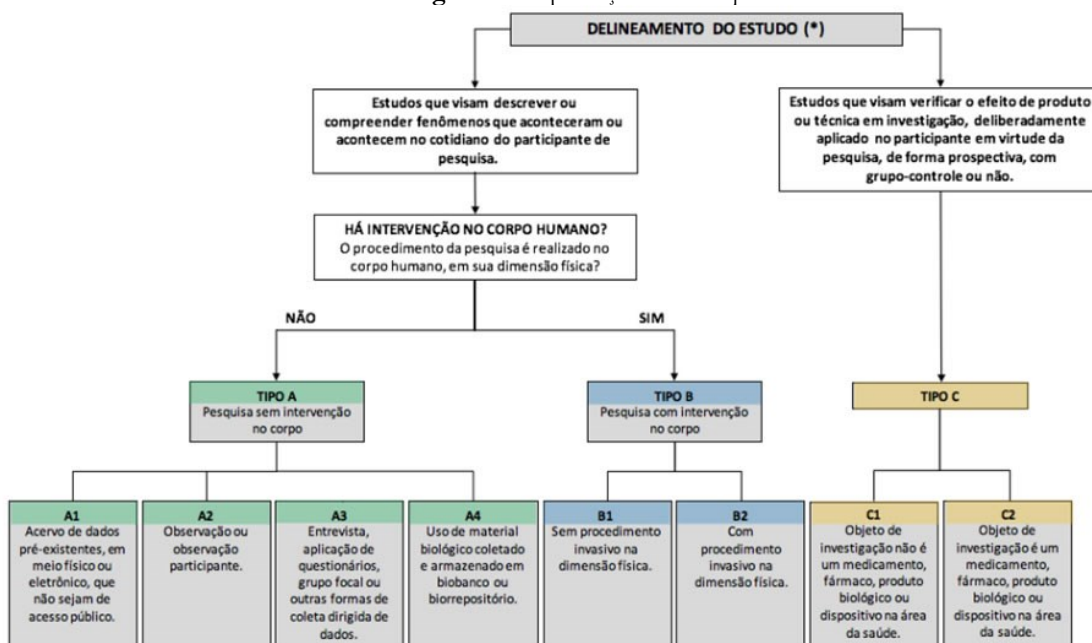 DELINEAMENTO DO ESTUDO (*)
Estudos que visam descrever ou
compreender fenômenos que aconteceram ou
acontecem no cotidiano do participante de
pesquisa.
Estudos que visam verificar o efeito de produto
ou técnica em investigação, deliberadamente
aplicado no participante em virtude da
pesquisa, de forma prospectiva, com
grupo-controle ou não.
HÁ INTERVENÇÃO NO CORPO HUMANO?
O procedimento da pesquisa é realizado no
corpo humano, em sua dimensão física?
NÃO
SIM
TIPO A
Pesquisa sem intervenção
no corpo
TIPO B
Pesquisa com intervenção
no corpo
TIPO C
A1
Acervo de dados
pré-existentes, em
meio físico ou
eletrônico, que
não sejam de
acesso público.
A2
Observação ou
observação
participante.
A3
Entrevista,
aplicação de
questionários,
grupo focal ou
outras formas de
coleta dirigida de
dados.
A4
Uso de material
biológico coletado
e armazenado em
biobanco ou
biorrepositório.
B1
Sem procedimento
invasivo na
dimensão física.
B2
Com
procedimento
invasivo na
dimensão física.
C1
Objeto de
investigação não é
um medicamento,
fármaco, produto
biológico ou
dispositivo na área
da saúde.
C2
Objeto de
investigação é um
medicamento,
fármaco, produto
biológico ou
dispositivo na área
da saúde.